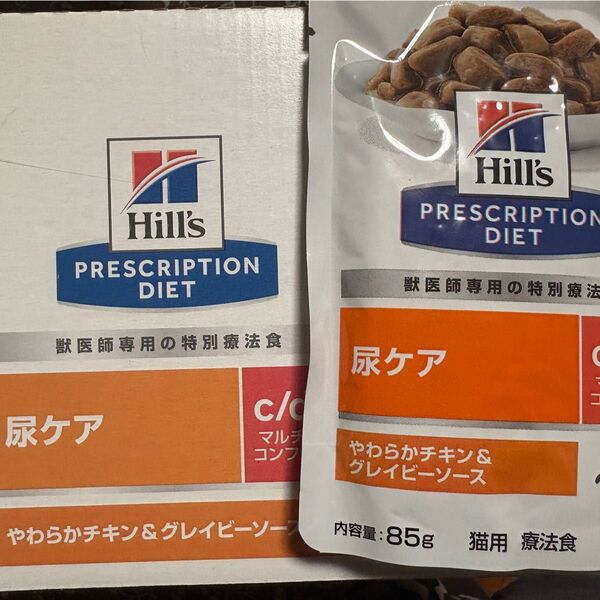 Hill's
PRESCRIPTION
DIET
獣医師専用の特別療法食
尿ケア
c/
マルチ
コンフ
やわらかチキン&グレイビーソース
Hill's
PRESCRIPTION
DIET
獣医師専用の特別療法
尿ケア
やわらかチキン&
グレイビーソース
内容量:85g
猫用 療法食